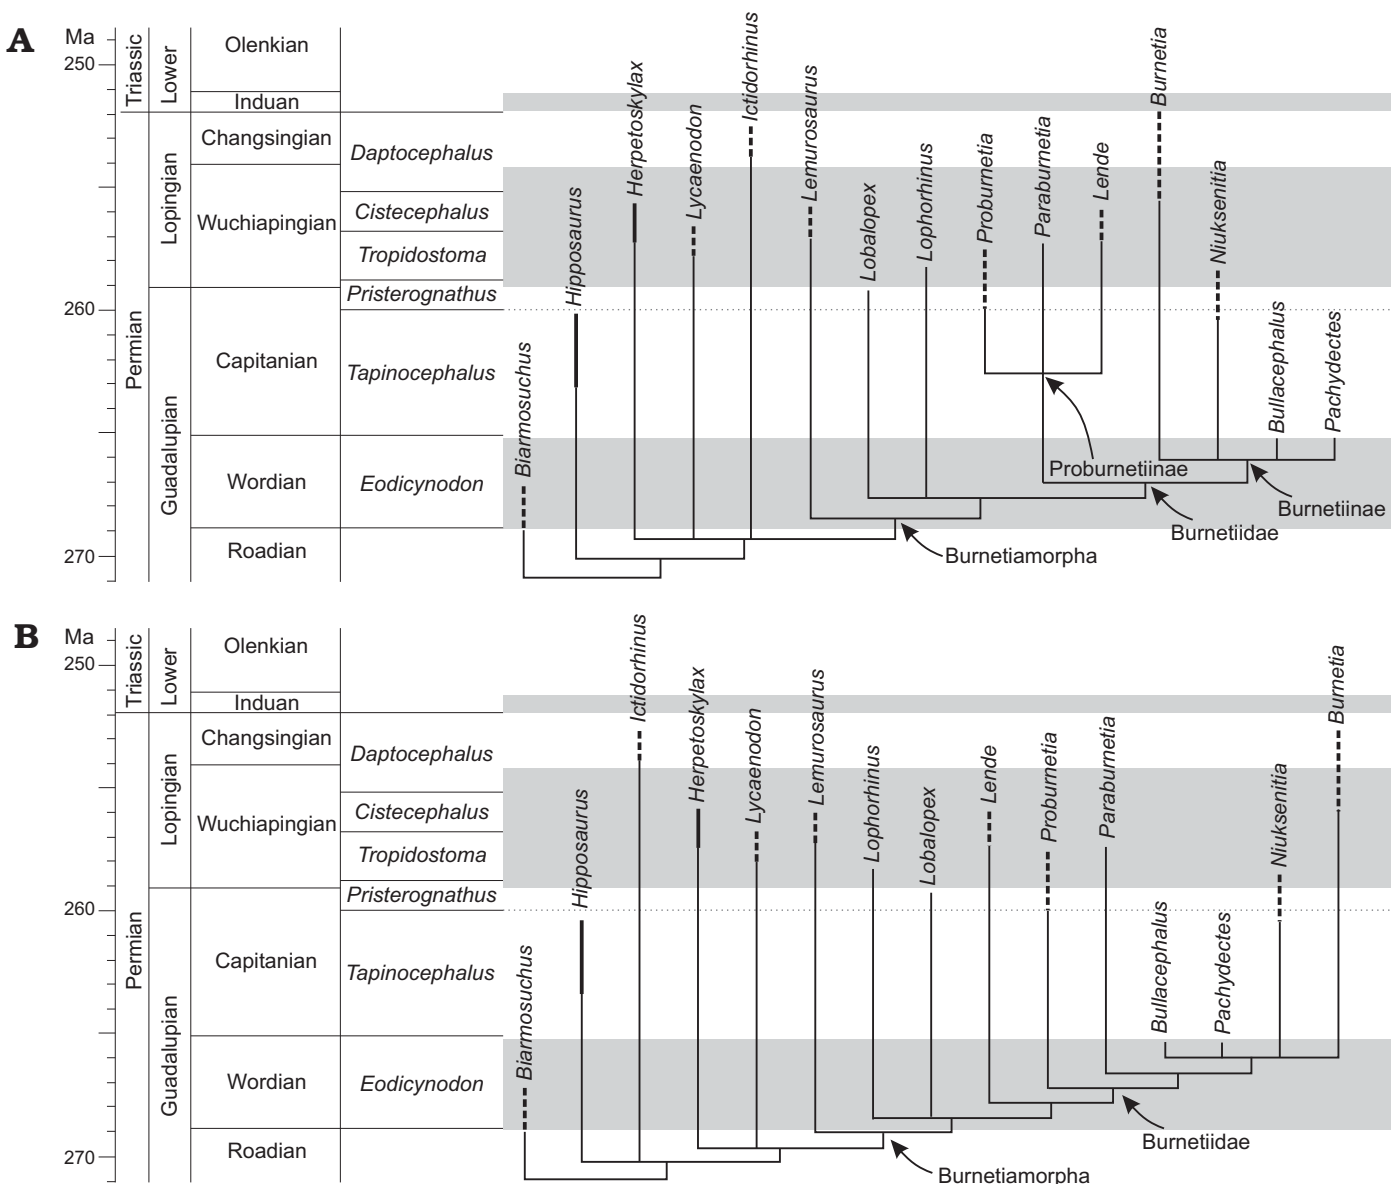 A
Ma
250
260
270
Triassic
Permian
Lower
Lopingian
Guadalupian
Olenkian
Induan
Changsingian
Wuchiapingian
Capitanian
Wordian
Roadian
Daptocephalus
Cistecephalus
Tropidostoma
Pristerognathus
Tapinocephalus
Eodicynodon
Biarmosuchus
Hipposaurus
Herpetoskylax
Lycaenodon
Ictidorhinus
Lemurosaurus
Lobalopex
Lophorhinus
Proburnetia
Paraburnetia
Lende
Burnetia
Niuksenitia
Bullacephalus
Pachydectes
Proburnetiinae
Burnetiinae
Burnetiidae
Burnetiamorpha
B
Ma
250
260
270
Triassic
Permian
Lower
Lopingian
Guadalupian
Olenkian
Induan
Changsingian
Wuchiapingian
Capitanian
Wordian
Roadian
Daptocephalus
Cistecephalus
Tropidostoma
Pristerognathus
Tapinocephalus
Eodicynodon
Biarmosuchus
Hipposaurus
Ictidorhinus
Herpetoskylax
Lycaenodon
Lemurosaurus
Lophorhinus
Lobalopex
Lende
Proburnetia
Paraburnetia
Bullacephalus
Pachydectes
Niuksenitia
Burnetia
Burnetiidae
Burnetiamorpha